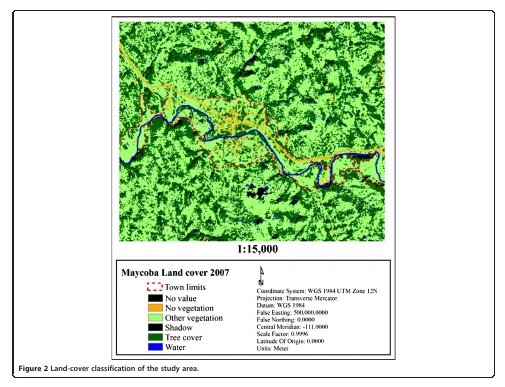 1:15,000
Maycoba Land cover 2007
Town limits
No value
No vegetation
Other vegetation
Shadow
Tree cover
Water
N
Coordinate System: WGS 1984 UTM Zone 12N
Projection: Transverse Mercator
Datum: WGS 1984
False Easting: 500,000.0000
False Northing: 0.0000
Central Meridian: -111.0000
Scale Factor: 0.9996
Latitude Of Origin: 0.0000
Units: Meter
Figure 2 Land-cover classification of the study area.